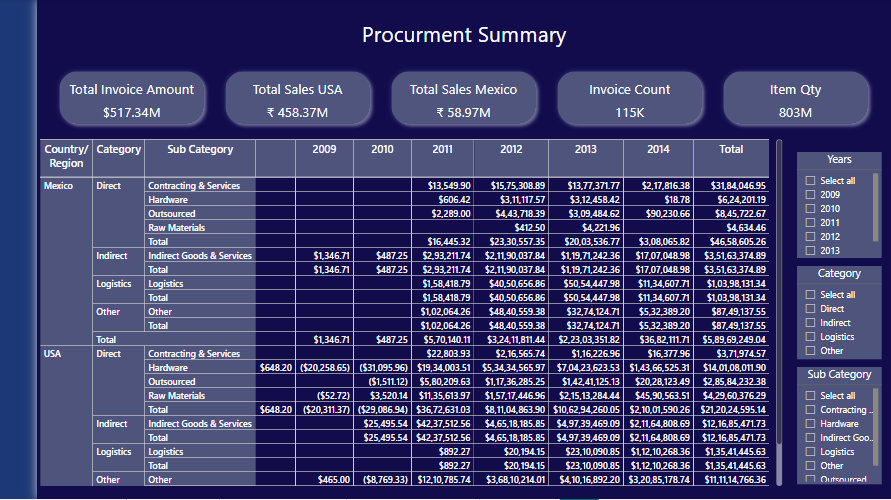 Procurment Summary
Total Invoice Amount
$517.34M
Total Sales USA
₹ 458.37M
Total Sales Mexico
₹ 58.97M
Invoice Count
115K
Item Qty
803M
Country/ Region Category Sub Category 2009 2010 2011 2012 2013 2014 Total
Mexico Direct Contracting & Services $13,549.90 $15,75,308.89 $13,77,371.77 $2,17,816.38 $31,84,046.95
Hardware $606.42 $3,11,117.57 $3,12,458.42 $18.78 $6,24,201.19
Outsourced $2,289.00 $4,43,718.39 $3,09,484.62 $90,230.66 $8,45,722.67
Raw Materials $412.50 $4,221.96 $4,634.46
Total $16,445.32 $23,30,557.35 $20,03,536.77 $3,08,065.82 $46,58,605.26
Indirect Indirect Goods & Services $1,346.71 $487.25 $2,93,211.74 $2,11,90,037.84 $1,19,71,242.36 $17,07,048.98 $3,51,63,374.89
Total $1,346.71 $487.25 $2,93,211.74 $2,11,90,037.84 $1,19,71,242.36 $17,07,048.98 $3,51,63,374.89
Logistics Logistics $1,58,418.79 $40,50,656.86 $50,54,447.98 $11,34,607.71 $1,03,98,131.34
Total $1,58,418.79 $40,50,656.86 $50,54,447.98 $11,34,607.71 $1,03,98,131.34
Other Other $1,02,064.26 $48,40,559.38 $32,74,124.71 $5,32,389.20 $87,49,137.55
Total $1,02,064.26 $48,40,559.38 $32,74,124.71 $5,32,389.20 $87,49,137.55
Total $1,346.71 $487.25 $5,70,140.11 $3,24,11,811.44 $2,23,03,351.82 $36,82,111.71 $5,89,69,249.04
USA Direct Contracting & Services $22,803.93 $2,16,565.74 $1,16,226.96 $16,377.96 $3,71,974.57
Hardware $648.20 ($20,258.65) ($31,095.96) $19,34,003.51 $5,34,34,565.97 $7,04,23,623.53 $1,43,66,525.31 $14,01,08,011.90
Outsourced ($1,511.12) $5,80,209.63 $1,17,36,285.25 $1,42,41,125.13 $20,28,123.49 $2,85,84,232.38
Raw Materials ($52.72) $3,520.14 $11,35,613.97 $1,57,17,446.96 $2,15,13,284.44 $45,90,563.51 $4,29,60,376.29
Total $648.20 ($20,311.37) ($29,086.94) $36,72,631.03 $8,11,04,863.90 $10,62,94,260.05 $2,10,01,590.26 $21,20,24,595.14
Indirect Indirect Goods & Services $25,495.54 $42,37,512.56 $4,65,18,185.85 $4,97,39,469.09 $2,11,64,808.69 $12,16,85,471.73
Total $25,495.54 $42,37,512.56 $4,65,18,185.85 $4,97,39,469.09 $2,11,64,808.69 $12,16,85,471.73
Logistics Logistics $892.27 $20,194.15 $23,10,090.85 $1,12,10,268.36 $1,35,41,445.63
Total $892.27 $20,194.15 $23,10,090.85 $1,12,10,268.36 $1,35,41,445.63
Other Other $465.00 ($8,769.33) $12,10,785.74 $3,68,10,214.01 $4,10,16,892.20 $3,20,85,178.74 $11,11,14,766.36
Years
Select all
2009
2010
2011
2012
2013
Category
Select all
Direct
Indirect
Logistics
Other
Sub Category
Select all
Contracting ..
Hardware
Indirect Goo..
Logistics
Other
Outsourced